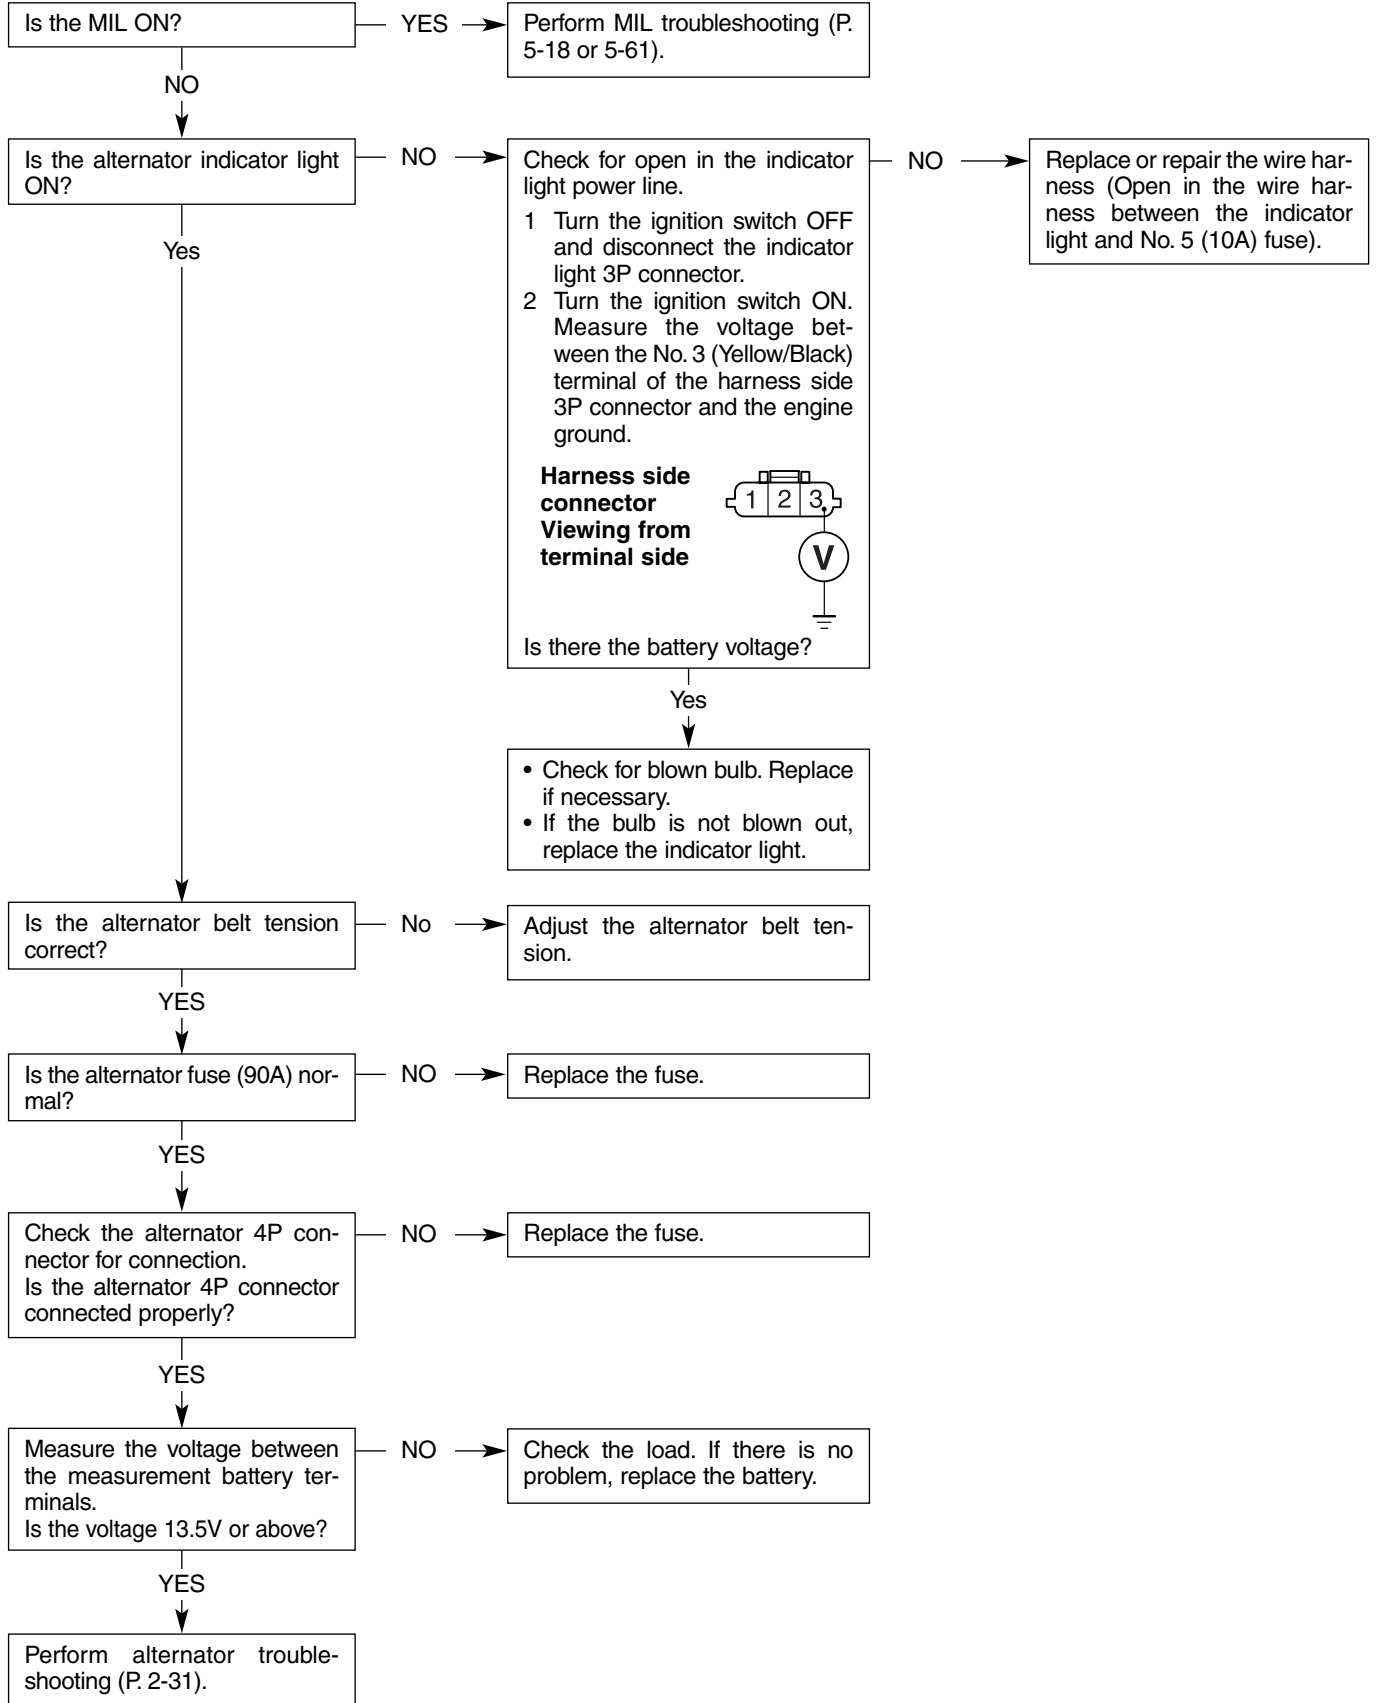 Is the MIL ON?
YES
Perform MIL troubleshooting (P.
5-18 or 5-61).
NO
Is the alternator indicator light
ON?
NO
Check for open in the indicator
light power line.
1 Turn the ignition switch OFF
and disconnect the indicator
light 3P connector.
2 Turn the ignition switch ON.
Measure the voltage bet-
ween the No. 3 (Yellow/Black)
terminal of the harness side
3P connector and the engine
ground.
Harness side
connector
Viewing from
terminal side
1 2 3
V
Is there the battery voltage?
NO
Replace or repair the wire har-
ness (Open in the wire har-
ness between the indicator
light and No. 5 (10A) fuse).
Yes
Yes
• Check for blown bulb. Replace
if necessary.
• If the bulb is not blown out,
replace the indicator light.
Is the alternator belt tension
correct?
No
Adjust the alternator belt ten-
sion.
YES
Is the alternator fuse (90A) nor-
mal?
NO
Replace the fuse.
YES
Check the alternator 4P con-
nector for connection.
Is the alternator 4P connector
connected properly?
NO
Replace the fuse.
YES
Measure the voltage between
the measurement battery ter-
minals.
Is the voltage 13.5V or above?
NO
Check the load. If there is no
problem, replace the battery.
YES
Perform alternator trouble-
shooting (P. 2-31).